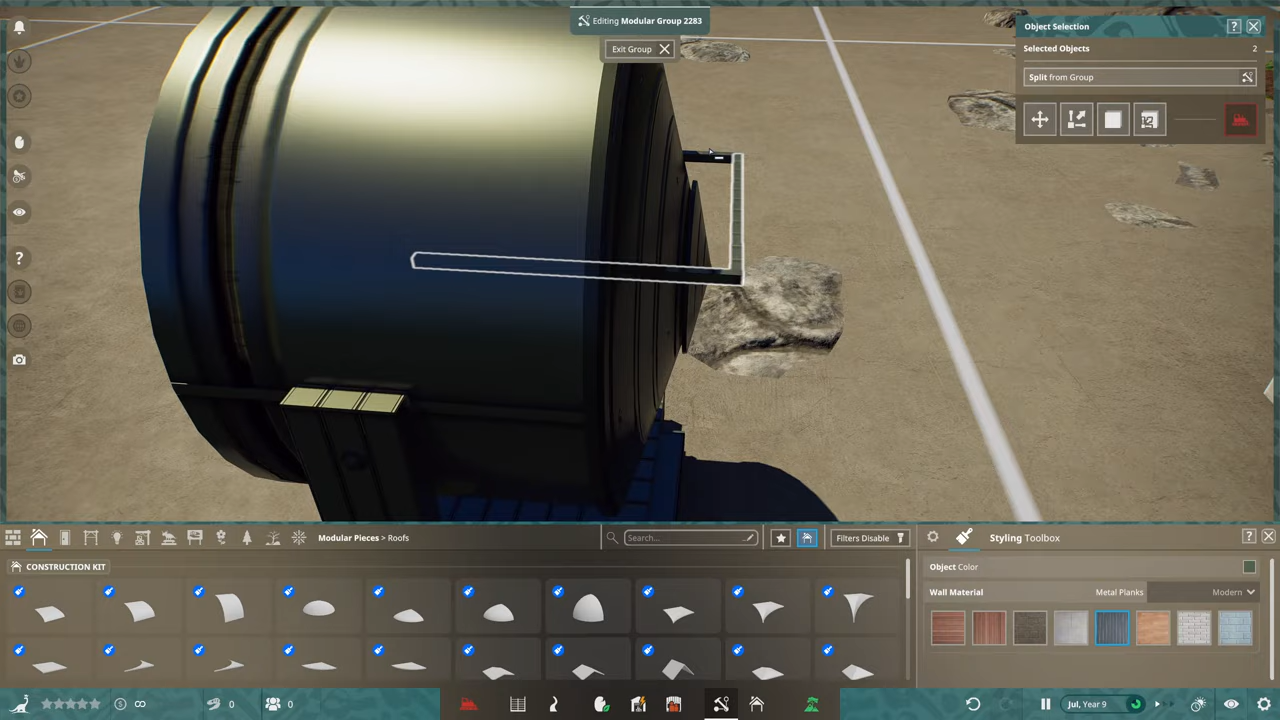 Editing Modular Group 2283
Exit Group
Object Selection
?
Selected Objects 2
Split from Group
12
?
Modular Pieces > Roofs
Search...
Filters Disable
Styling Toolbox
?
CONSTRUCTION KIT
Object Color
Wall Material Metal Planks Modern
$ ∞
0
0
Jul, Year 9